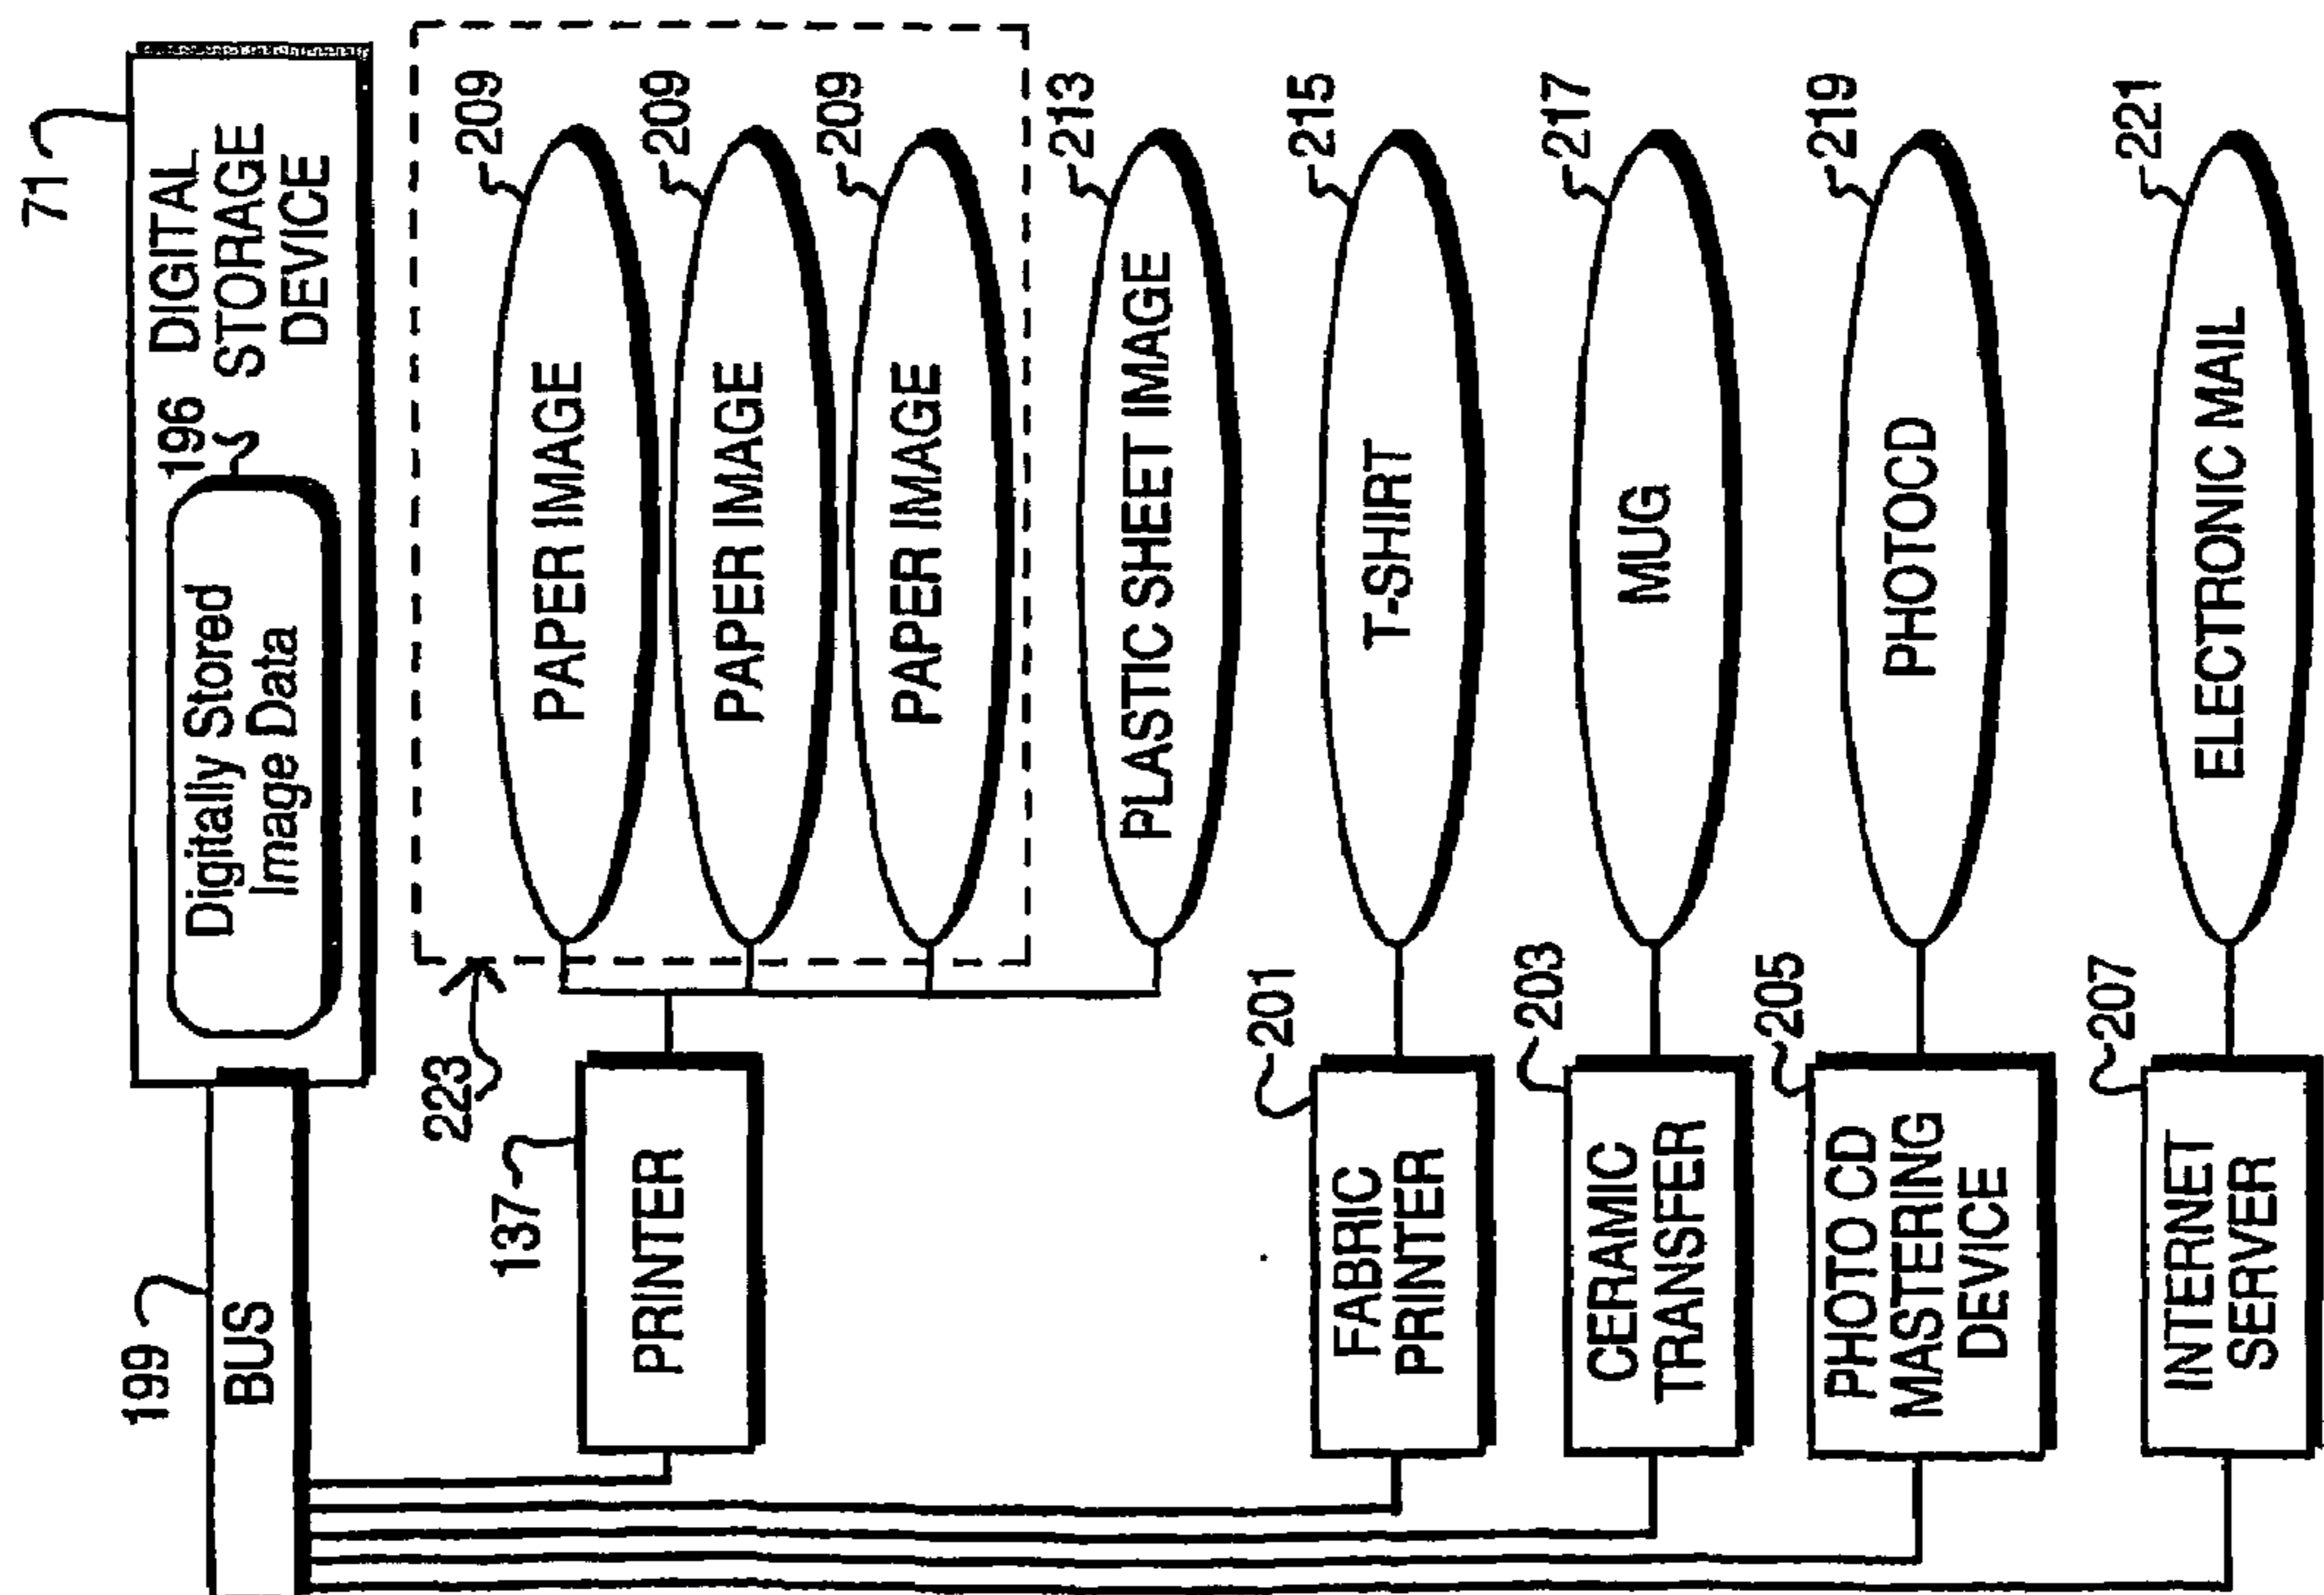 71
DIGITAL
STORAGE
DEVICE
196
Digitally Stored
Image Data
199
BUS
223
209
PAPER IMAGE
209
PAPER IMAGE
209
PAPER IMAGE
137
PRINTER
213
PLASTIC SHEET IMAGE
201
FABRIC
PRINTER
215
T-SHIRT
203
CERAMIC
TRANSFER
217
MUG
205
PHOTO CD
MASTERING
DEVICE
219
PHOTOCD
207
INTERNET
SERVER
221
ELECTRONIC MAIL